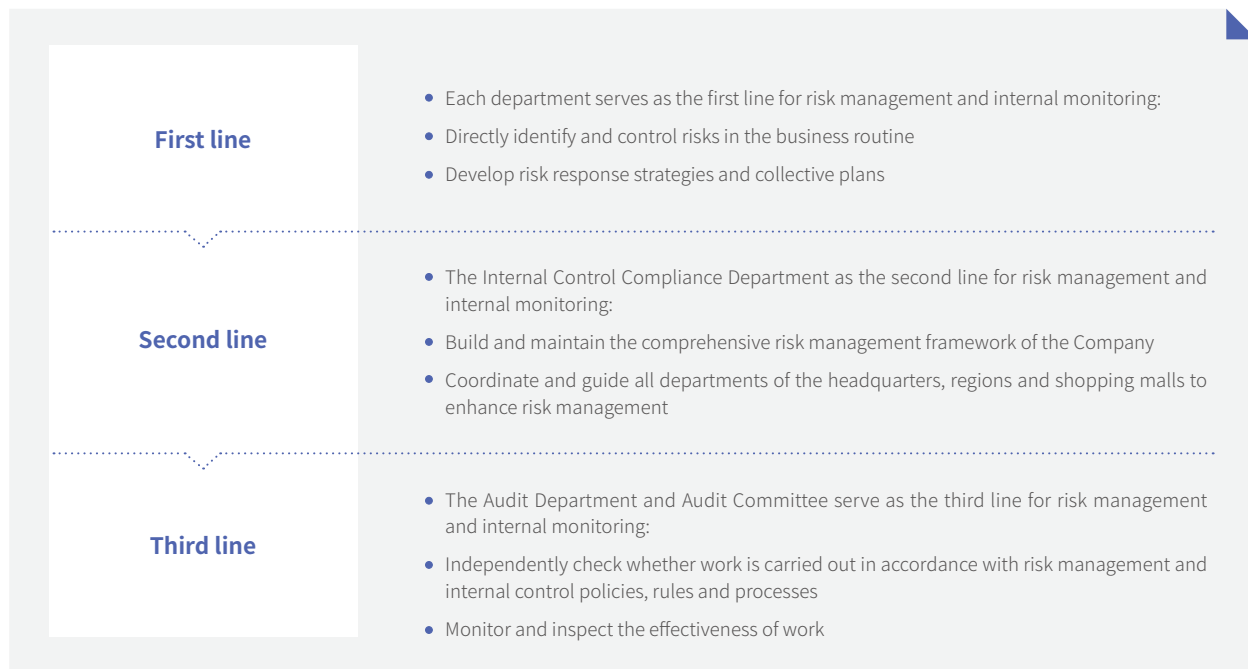 First line
• Each department serves as the first line for risk management and internal monitoring:
• Directly identify and control risks in the business routine
• Develop risk response strategies and collective plans
Second line
• The Internal Control Compliance Department as the second line for risk management and
internal monitoring:
• Build and maintain the comprehensive risk management framework of the Company
• Coordinate and guide all departments of the headquarters, regions and shopping malls to
enhance risk management
Third line
• The Audit Department and Audit Committee serve as the third line for risk management
and internal monitoring:
• Independently check whether work is carried out in accordance with risk management and
internal control policies, rules and processes
• Monitor and inspect the effectiveness of work